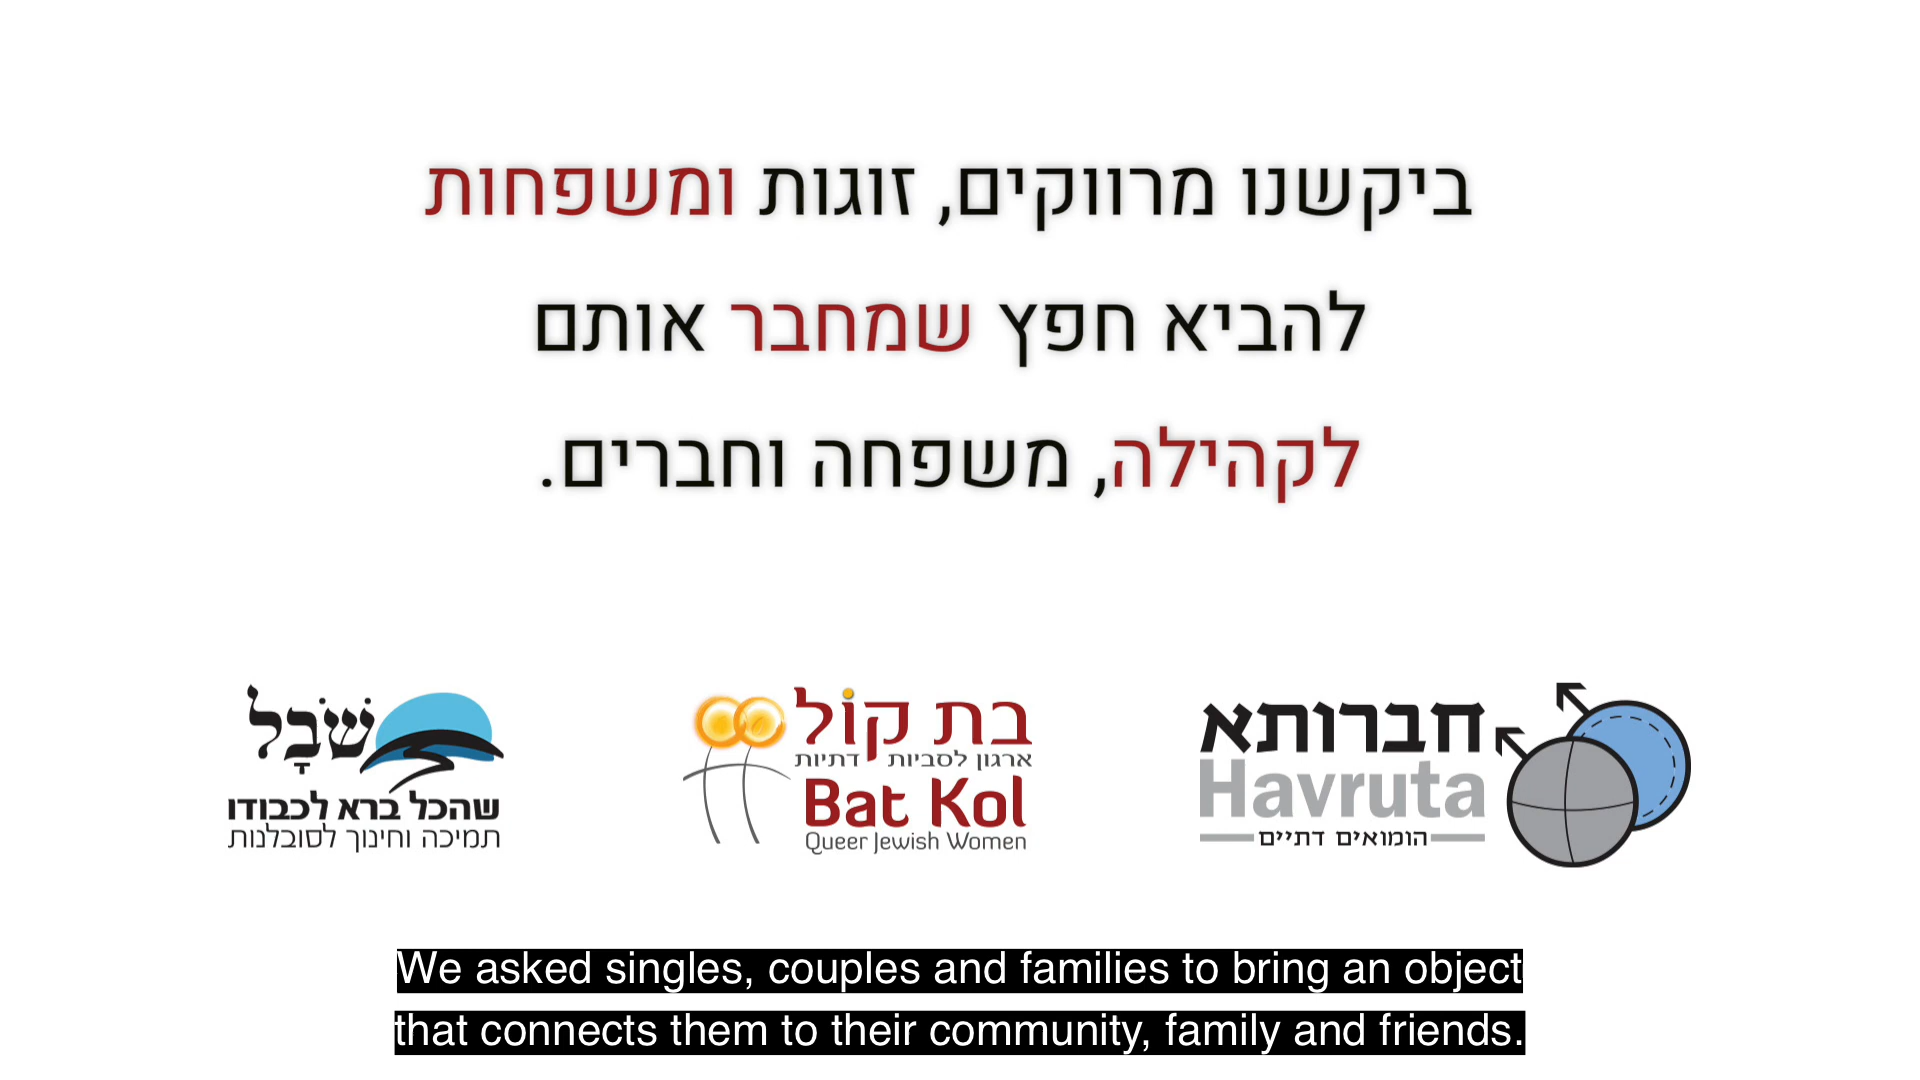 ביקשנו מרווקים, זוגות ומשפחות
להביא חפץ שמחבר אותם
לקהילה, משפחה וחברים.
חברותא
Havruta
הומואים דתיים
בת קול
ארגון לסביות דתיות
Bat Kol
Queer Jewish Women
שֹׁבָל
שהכל ברא לכבודו
תמיכה וחינוך לסובלנות
We asked singles, couples and families to bring an object
that connects them to their community, family and friends.